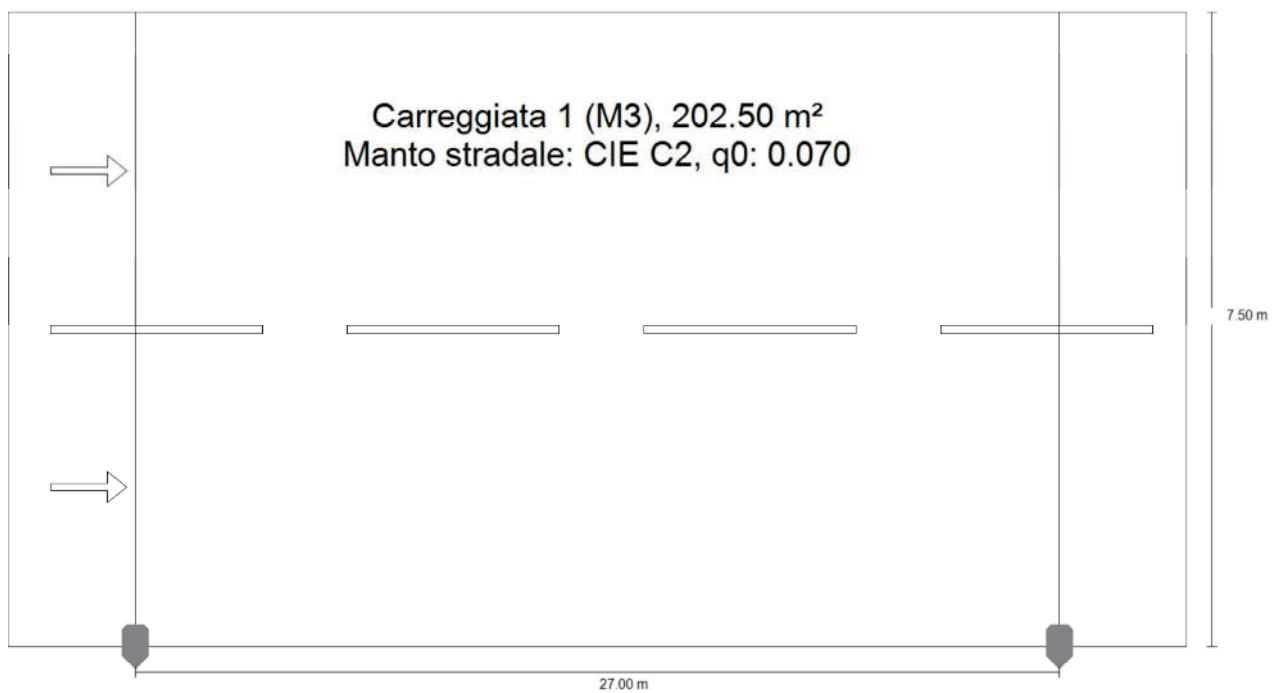 Carreggiata 1 (M3), 202.50 m²
Manto stradale: CIE C2, q0: 0.070
7.50 m
27.00 m